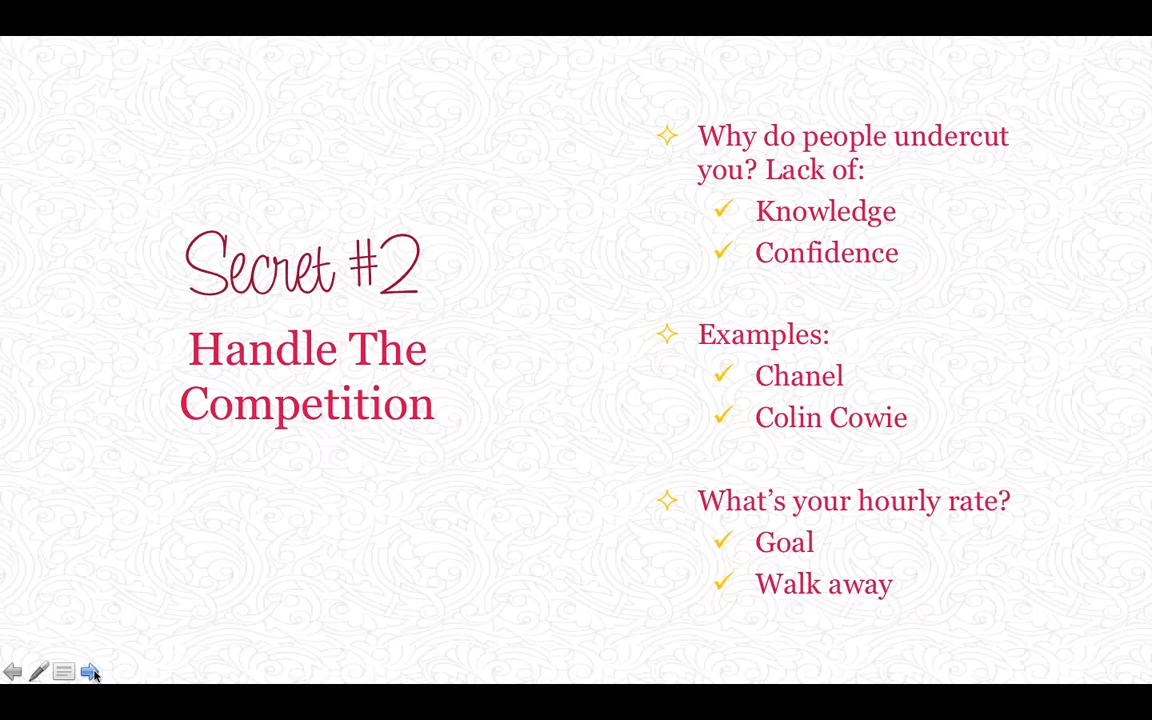 Secret #2
Handle The
Competition
Why do people undercut
you? Lack of:
Knowledge
Confidence
Examples:
Chanel
Colin Cowie
What’s your hourly rate?
Goal
Walk away